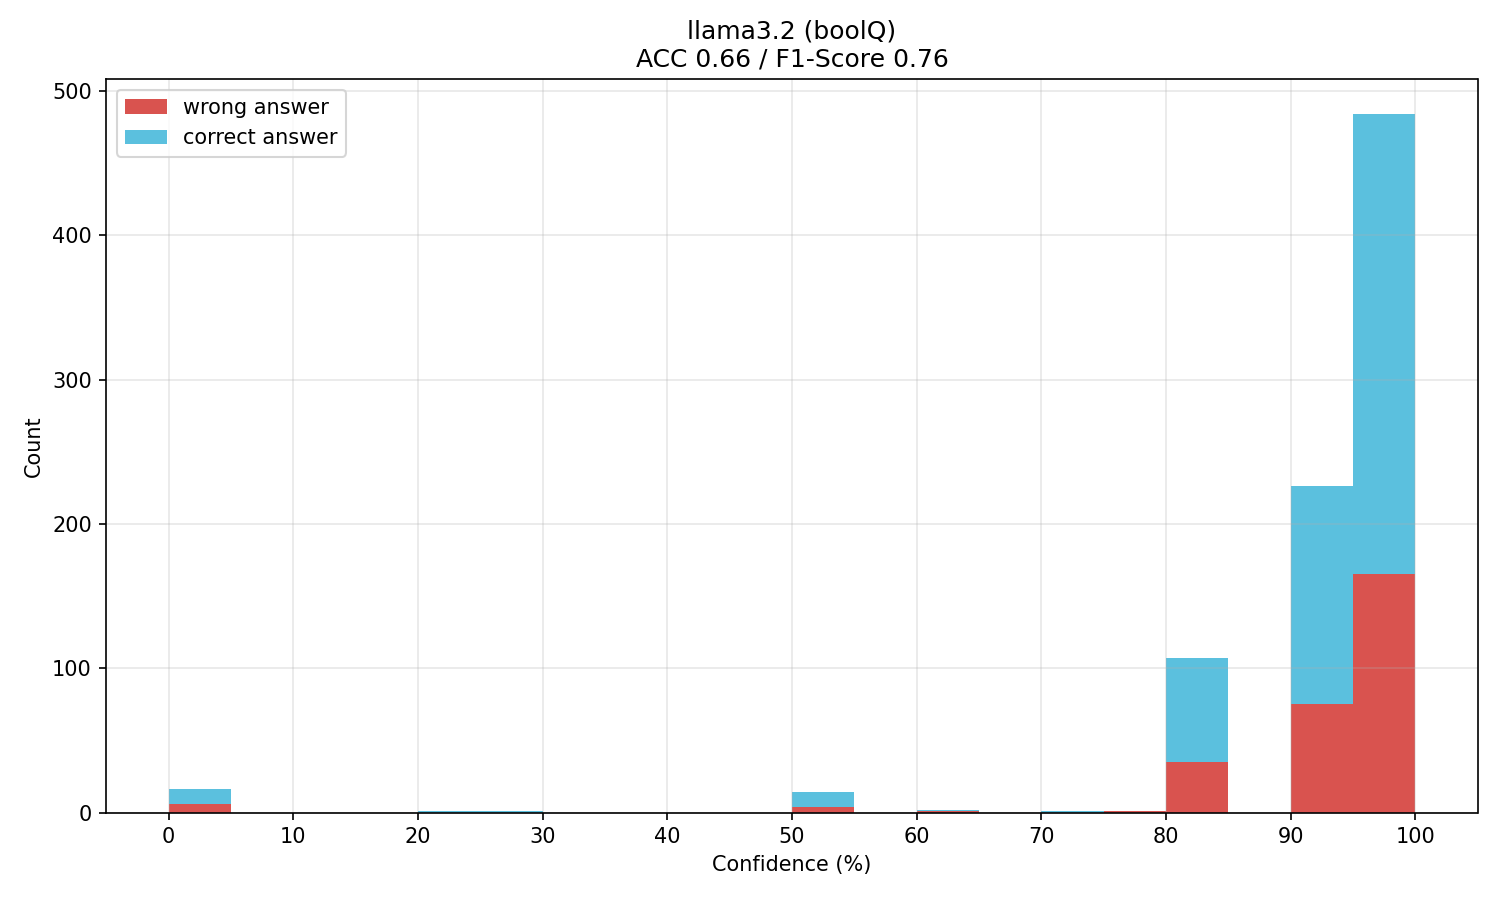 llama3.2 (boolQ)
ACC 0.66 / F1-Score 0.76
wrong answer
correct answer
500
400
300
200
100
0
Count
0 10 20 30 40 50 60 70 80 90 100
Confidence (%)